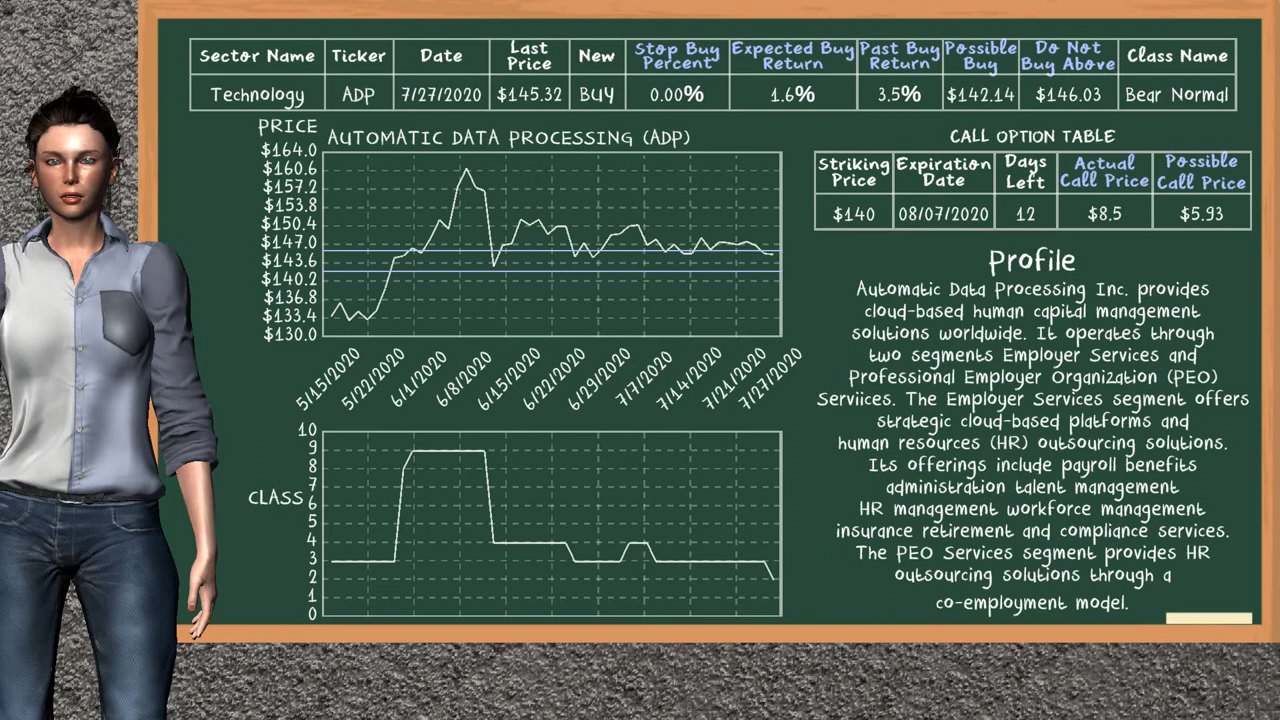 Sector Name Ticker Date Last Price New Stop Buy Percent Expected Buy Return Past Buy Return Possible Buy Do Not Buy Above Class Name
Technology ADP 7/27/2020 $145.32 BUY 0.00% 1.6% 3.5% $142.14 $146.03 Bear Normal
PRICE
AUTOMATIC DATA PROCESSING (ADP)
$164.0
$160.6
$157.2
$153.8
$150.4
$147.0
$143.6
$140.2
$136.8
$133.4
$130.0
5/15/2020 5/22/2020 6/1/2020 6/8/2020 6/15/2020 6/22/2020 6/29/2020 7/7/2020 7/14/2020 7/21/2020 7/27/2020
CLASS
10
9
8
7
6
5
4
3
2
1
0
CALL OPTION TABLE
Striking Price Expiration Date Days Left Actual Call Price Possible Call Price
$140 08/07/2020 12 $8.5 $5.93
Profile
Automatic Data Processing Inc. provides
cloud-based human capital management
solutions worldwide. It operates through
two segments Employer Services and
Professional Employer Organization (PEO)
Serviices. The Employer Services segment offers
strategic cloud-based platforms and
human resources (HR) outsourcing solutions.
Its offerings include payroll benefits
administration talent management
HR management workforce management
insurance retirement and compliance services.
The PEO Services segment provides HR
outsourcing solutions through a
co-employment model.